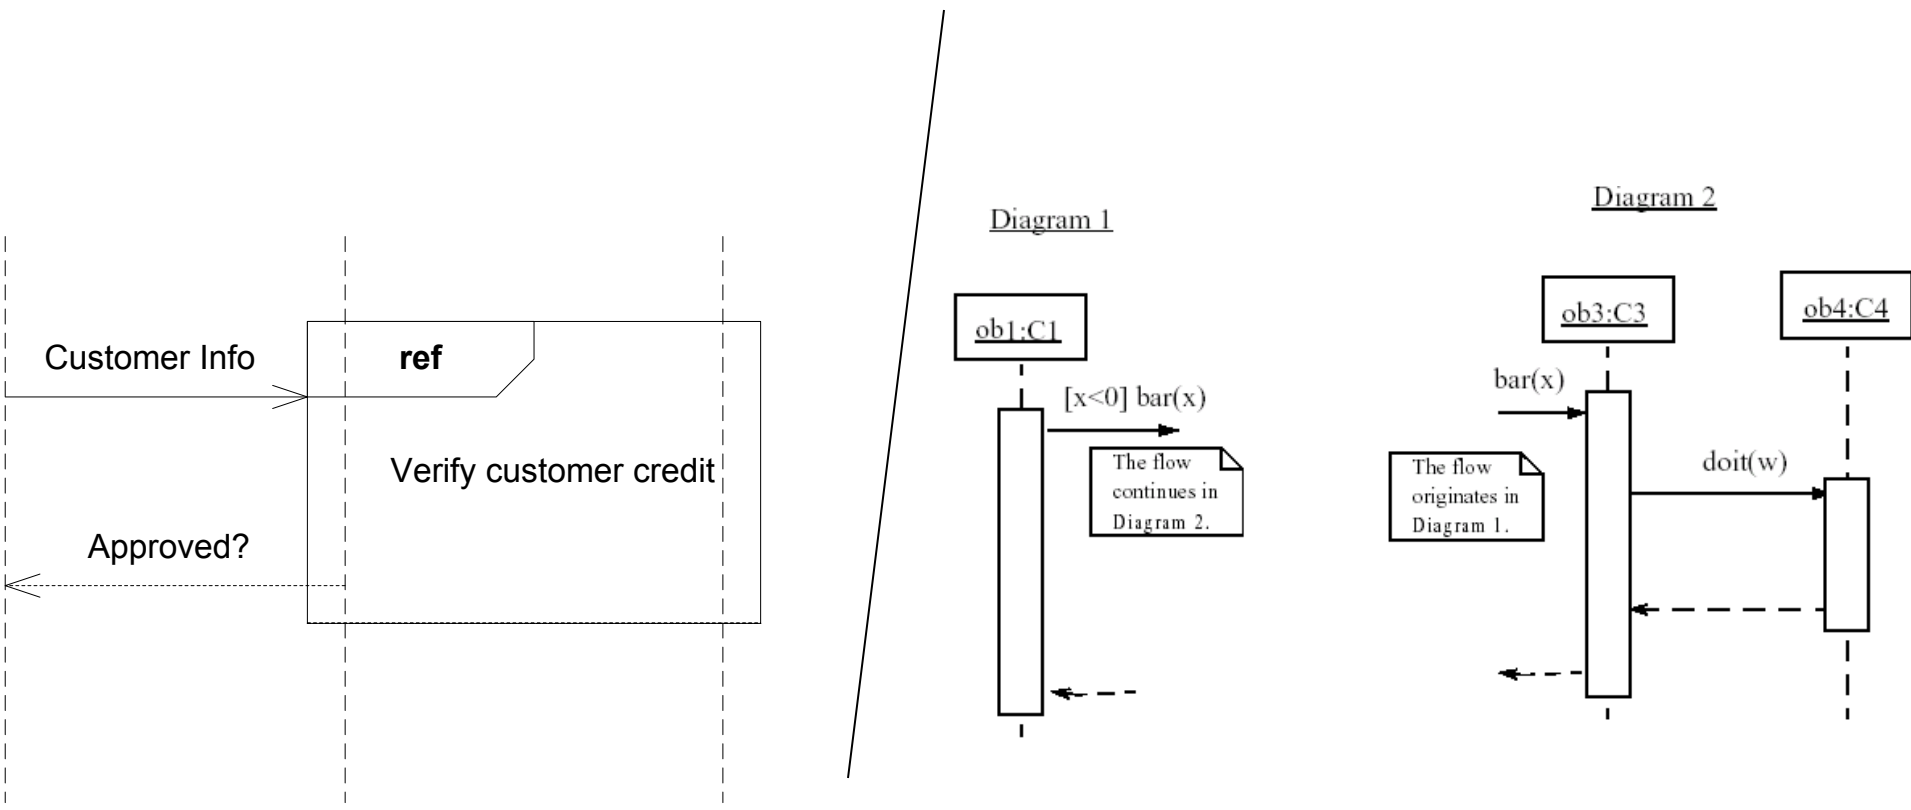 Customer Info
ref
Verify customer credit
Approved?
Diagram 1
ob1:C1
[x<0] bar(x)
The flow
continues in
Diagram 2.
Diagram 2
ob3:C3
ob4:C4
bar(x)
The flow
originates in
Diagram 1.
doit(w)